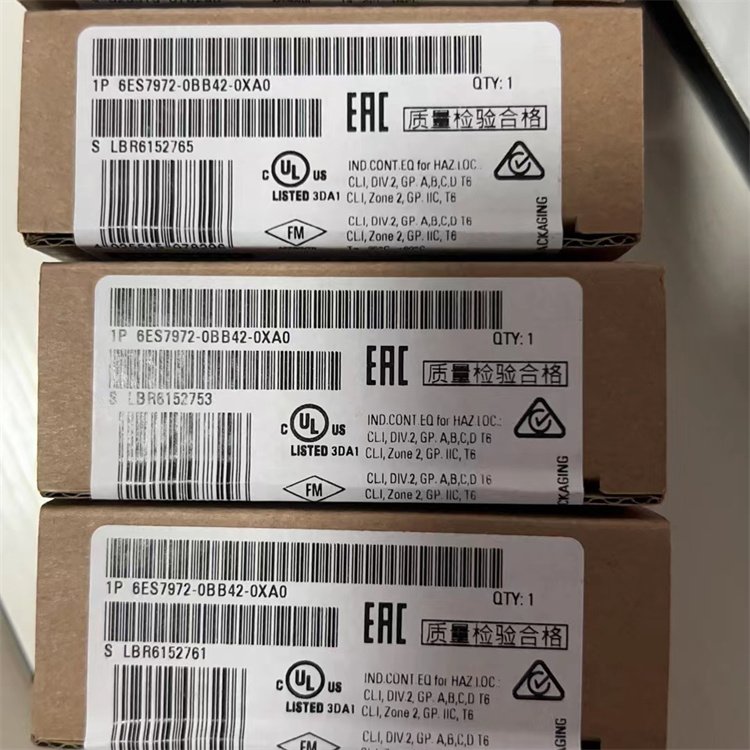 1P 6ES7972-0BB42-0XA0
QTY: 1
S LBR6152765
EAC
质量检验合格
C UL US
LISTED 3DA1
IND.CONT.EQ for HAZ.LOC.:
CL.I, DIV.2, GP. A,B,C,D T6
CL.I, Zone 2, GP. IIC, T6
FM
CL.I, DIV.2, GP. A,B,C,D T6
CL.I, Zone 2, GP. IIC, T6
1P 6ES7972-0BB42-0XA0
QTY: 1
S LBR6152753
EAC
质量检验合格
C UL US
LISTED 3DA1
IND.CONT.EQ for HAZ.LOC.:
CL.I, DIV.2, GP. A,B,C,D T6
CL.I, Zone 2, GP. IIC, T6
FM
CL.I, DIV.2, GP. A,B,C,D T6
CL.I, Zone 2, GP. IIC, T6
1P 6ES7972-0BB42-0XA0
QTY: 1
S LBR6152761
EAC
质量检验合格
C UL US
LISTED 3DA1
IND.CONT.EQ for HAZ.LOC.:
CL.I, DIV.2, GP. A,B,C,D T6
CL.I, Zone 2, GP. IIC, T6
FM
CL.I, DIV.2, GP. A,B,C,D T6